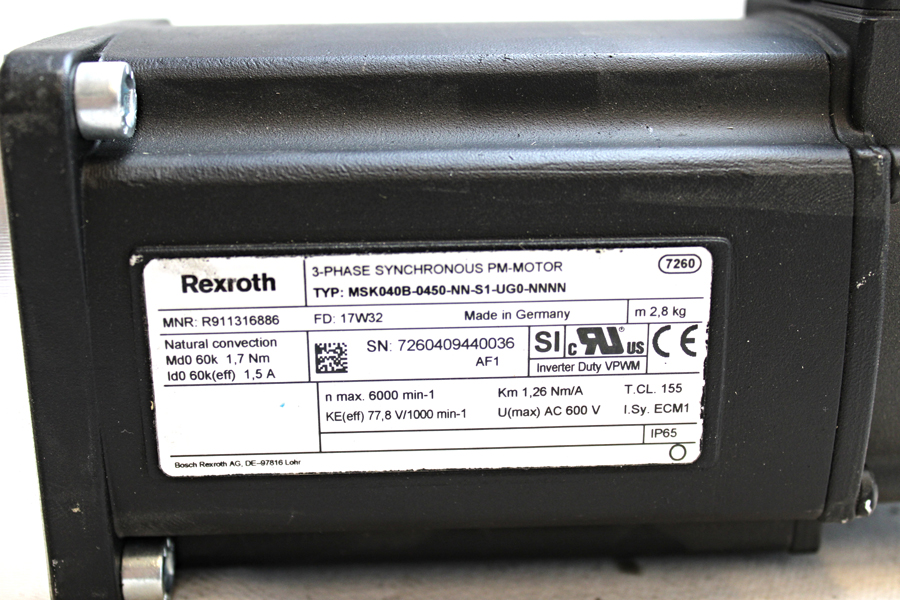 Rexroth
3-PHASE SYNCHRONOUS PM-MOTOR
7260
TYP: MSK040B-0450-NN-S1-UG0-NNNN
MNR: R911316886
FD: 17W32
Made in Germany
m 2,8 kg
Natural convection
Md0 60k 1,7 Nm
Id0 60k(eff) 1,5 A
SN: 7260409440036
AF1
SI
c RU ® us
Inverter Duty VPWM
CE
n max. 6000 min-1
Km 1,26 Nm/A
T.CL. 155
KE(eff) 77,8 V/1000 min-1
U(max) AC 600 V
I.Sy. ECM1
IP65
Bosch Rexroth AG, DE-97816 Lohr